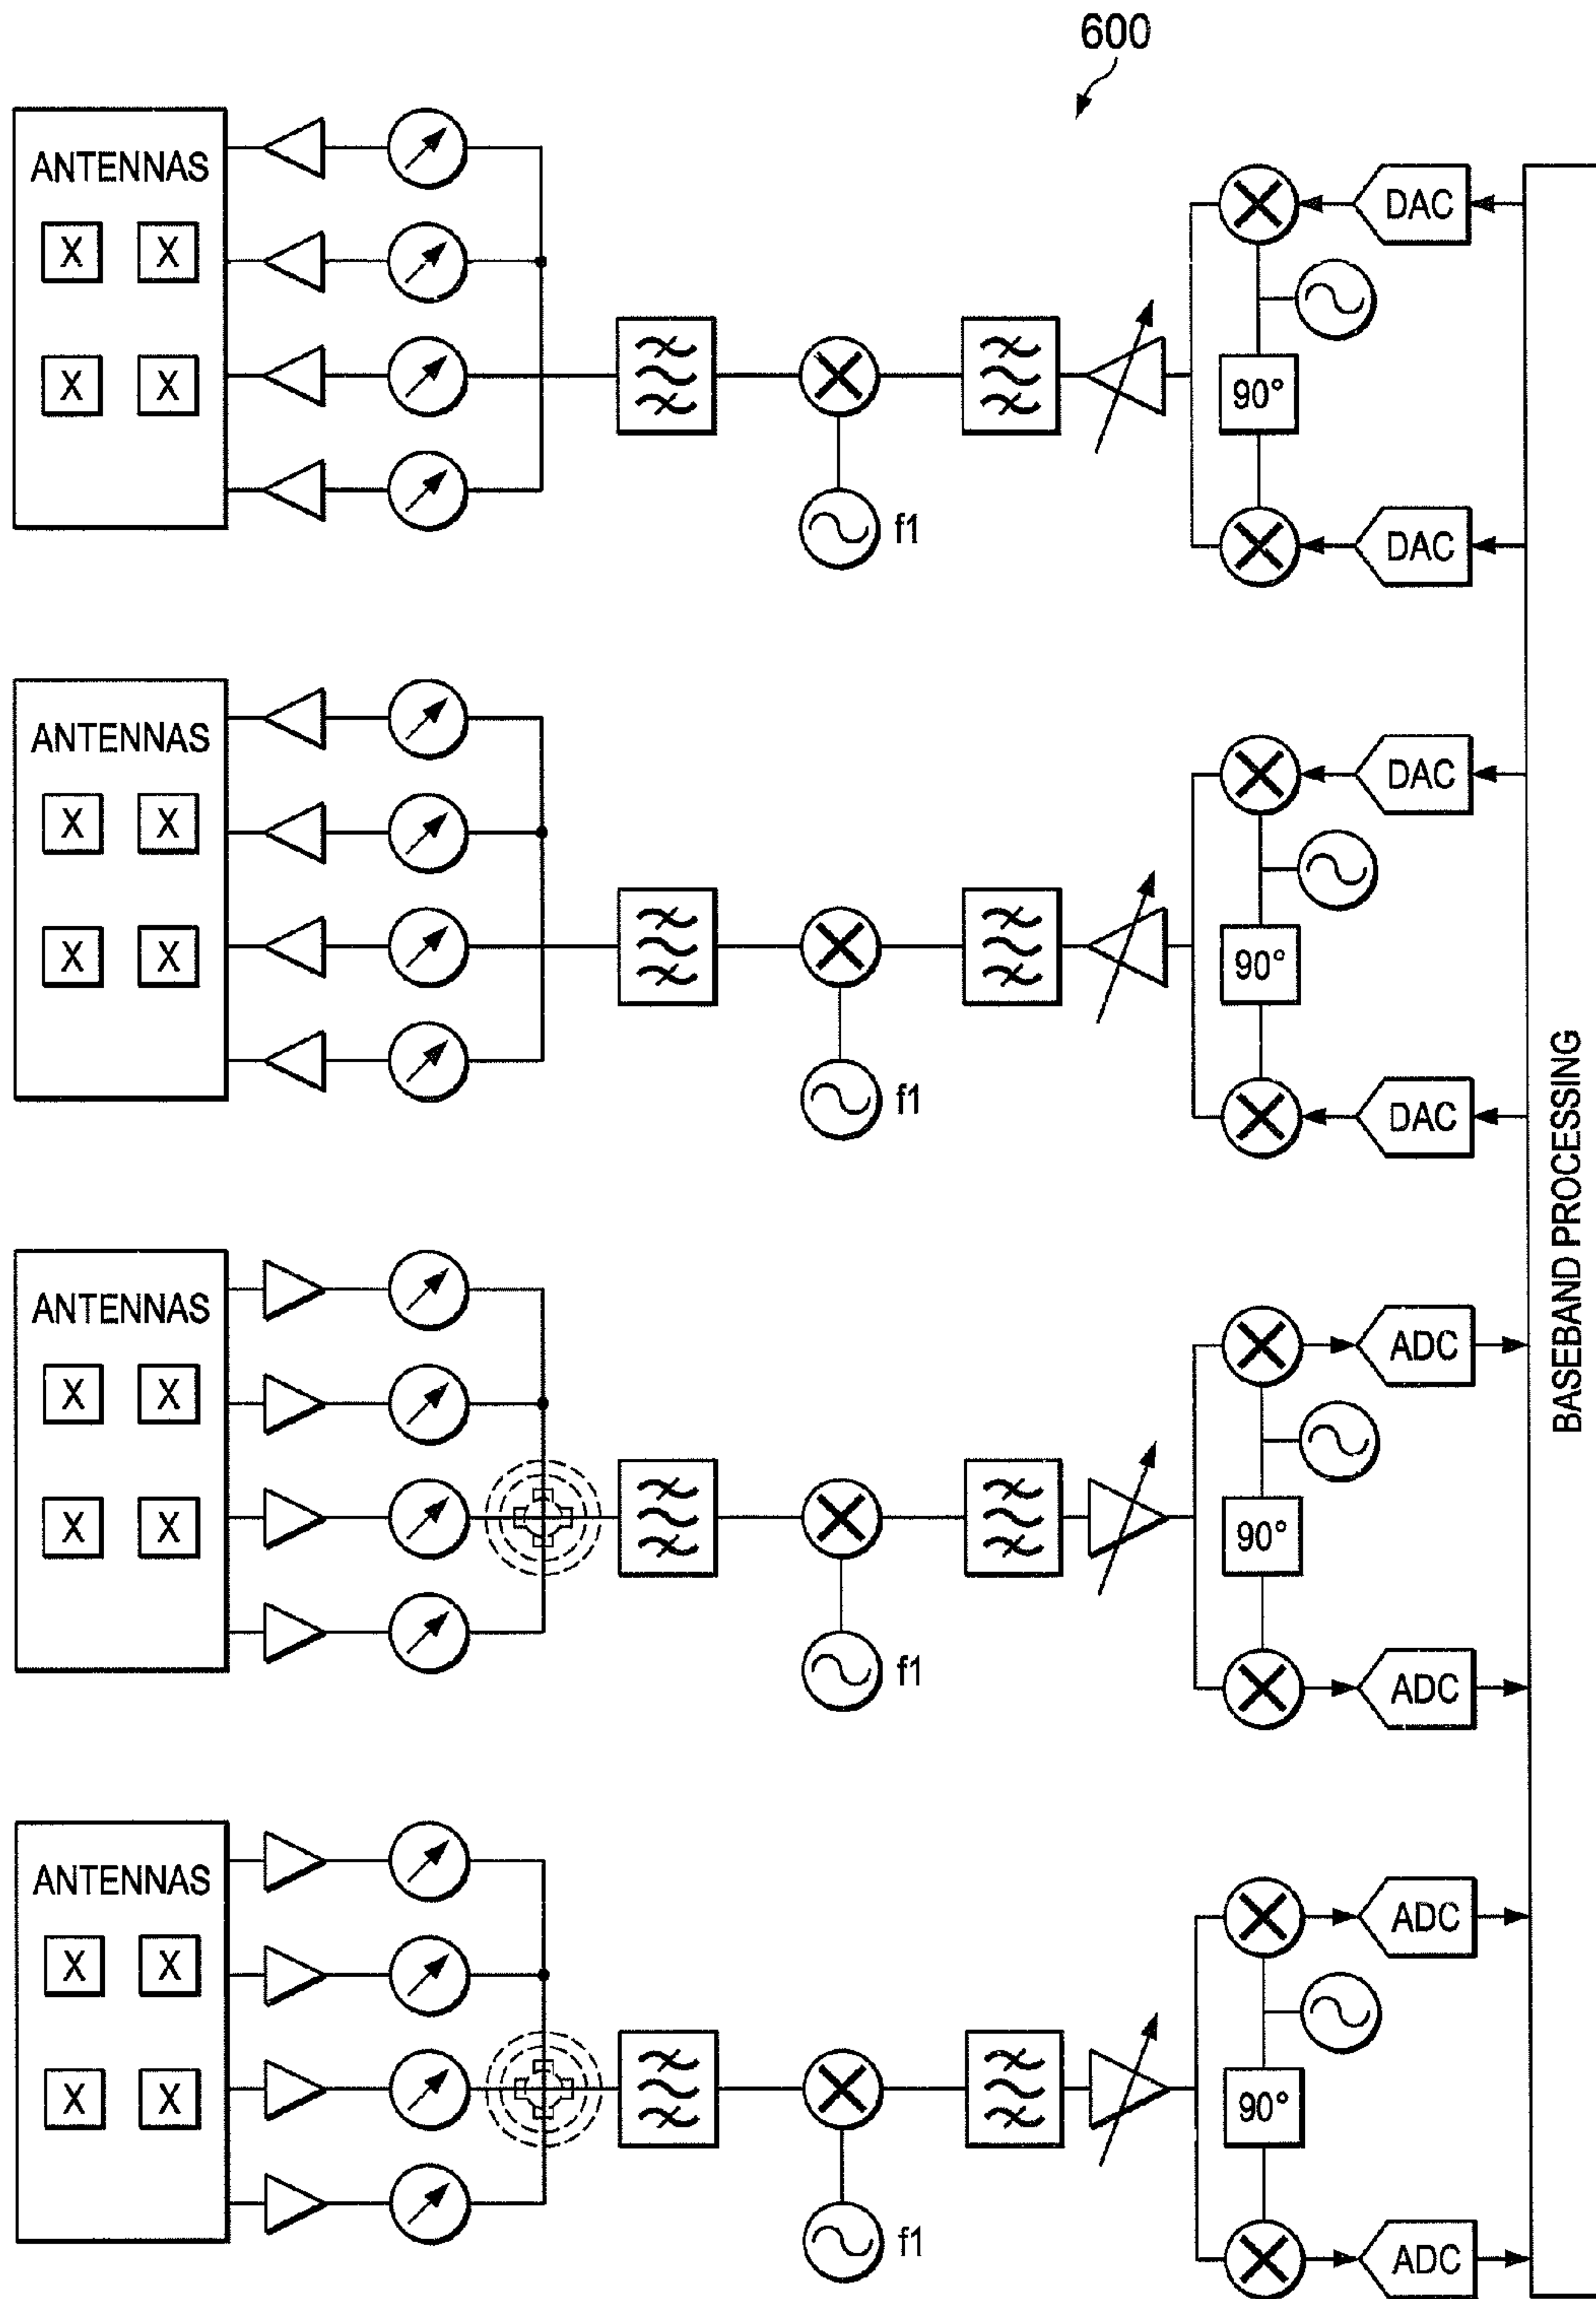 600
ANTENNAS
X X
X X
f1
90°
DAC
DAC
ANTENNAS
X X
X X
f1
90°
DAC
DAC
ANTENNAS
X X
X X
f1
90°
ADC
ADC
ANTENNAS
X X
X X
f1
90°
ADC
ADC
BASEBAND PROCESSING